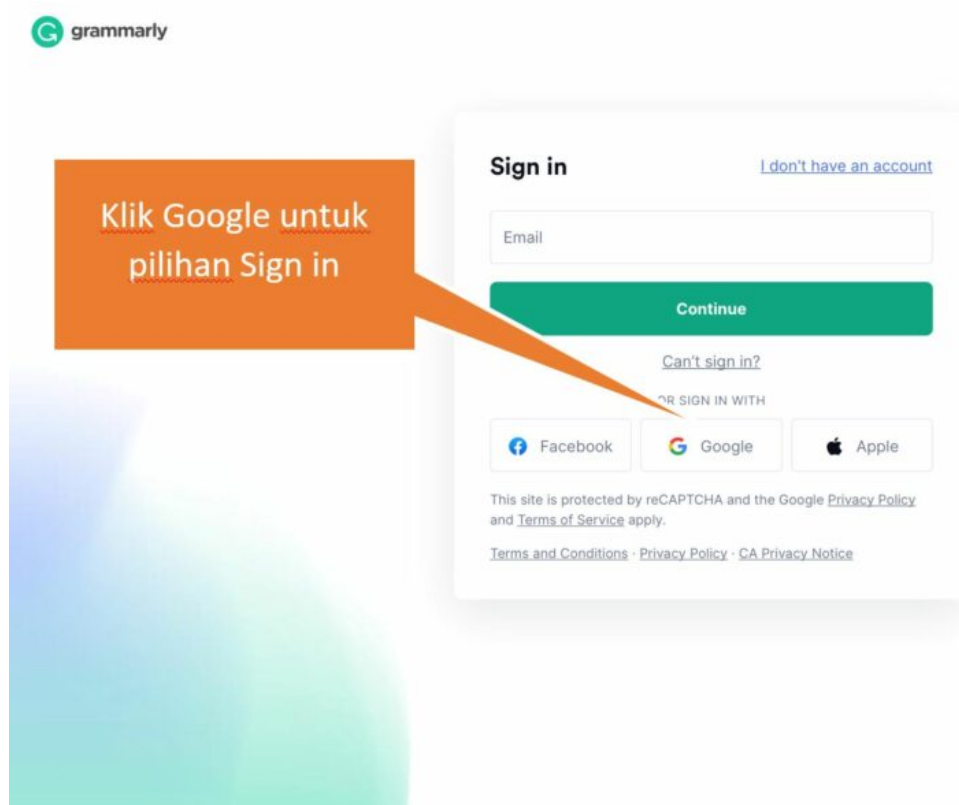 grammarly
Klik Google untuk
pilihan Sign in
Sign in
I don't have an account
Email
Continue
Can't sign in?
OR SIGN IN WITH
Facebook
Google
Apple
This site is protected by reCAPTCHA and the Google Privacy Policy
and Terms of Service apply.
Terms and Conditions · Privacy Policy · CA Privacy Notice